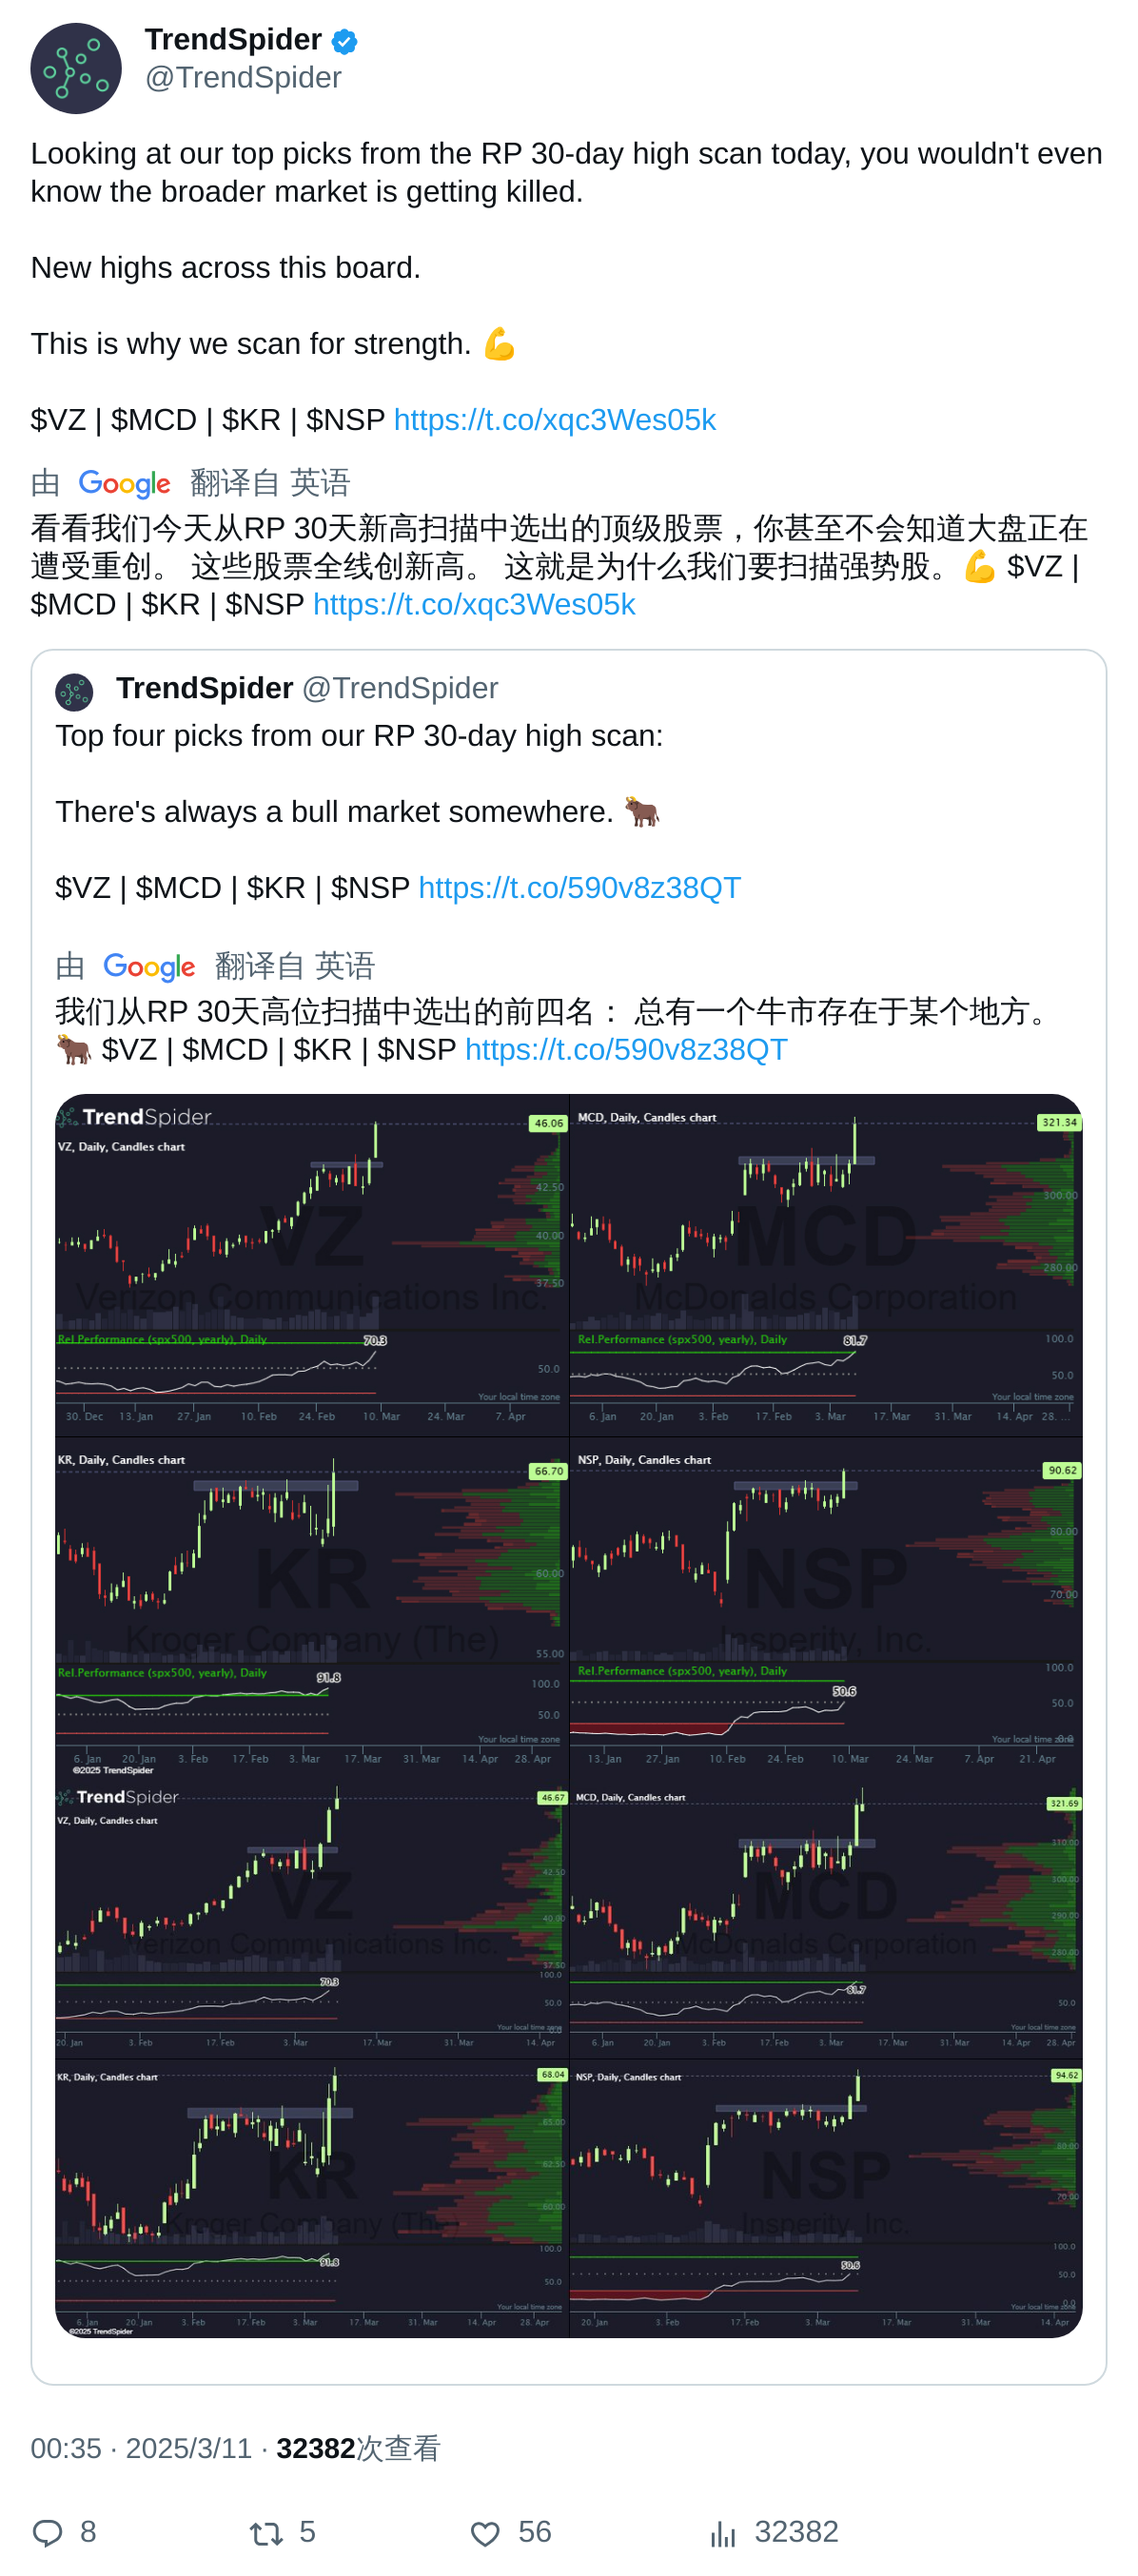 TrendSpider
@TrendSpider
Looking at our top picks from the RP 30-day high scan today, you wouldn't even
know the broader market is getting killed.
New highs across this board.
This is why we scan for strength. 💪
$VZ | $MCD | $KR | $NSP https://t.co/xqc3Wes05k
由 Google 翻译自 英语
看看我们今天从RP 30天新高扫描中选出的顶级股票，你甚至不会知道大盘正在
遭受重创。 这些股票全线创新高。 这就是为什么我们要扫描强势股。💪 $VZ |
$MCD | $KR | $NSP https://t.co/xqc3Wes05k
TrendSpider @TrendSpider
Top four picks from our RP 30-day high scan:
There's always a bull market somewhere. 🐂
$VZ | $MCD | $KR | $NSP https://t.co/590v8z38QT
由 Google 翻译自 英语
我们从RP 30天高位扫描中选出的前四名： 总有一个牛市存在于某个地方。
🐂 $VZ | $MCD | $KR | $NSP https://t.co/590v8z38QT
TrendSpider
46.06
VZ, Daily, Candles chart
42.50
40.00
37.50
VZ
Verizon Communications Inc.
Rel.Performance (spx500, yearly), Daily
70.3
50.0
Your local time zone
30. Dec 13. Jan 27. Jan 10. Feb 24. Feb 10. Mar 24. Mar 7. Apr
MCD, Daily, Candles chart
321.34
300.00
280.00
MCD
McDonalds Corporation
Rel.Performance (spx500, yearly), Daily
81.7
100.0
50.0
Your local time zone
6. Jan 20. Jan 3. Feb 17. Feb 3. Mar 17. Mar 31. Mar 14. Apr 28. ...
KR, Daily, Candles chart
66.70
60.00
55.00
KR
Kroger Company (The)
Rel.Performance (spx500, yearly), Daily
91.8
100.0
50.0
Your local time zone
6. Jan 20. Jan 3. Feb 17. Feb 3. Mar 17. Mar 31. Mar 14. Apr 28. Apr
©2025 TrendSpider
NSP, Daily, Candles chart
90.62
80.00
70.00
NSP
Insperity, Inc.
Rel.Performance (spx500, yearly), Daily
50.6
100.0
50.0
0.0
Your local time zone
13. Jan 27. Jan 10. Feb 24. Feb 10. Mar 24. Mar 7. Apr 21. Apr
TrendSpider
46.67
VZ, Daily, Candles chart
42.50
40.00
37.50
VZ
Verizon Communications Inc.
70.3
100.0
50.0
Your local time zone
20. Jan 3. Feb 17. Feb 3. Mar 17. Mar 31. Mar 14. Apr
MCD, Daily, Candles chart
321.69
310.00
300.00
290.00
280.00
MCD
McDonalds Corporation
81.7
50.0
Your local time zone
6. Jan 20. Jan 3. Feb 17. Feb 3. Mar 17. Mar 31. Mar 14. Apr 28. Apr
KR, Daily, Candles chart
68.04
65.00
62.50
60.00
KR
Kroger Company (The)
91.8
100.0
50.0
Your local time zone
6. Jan 20. Jan 3. Feb 17. Feb 3. Mar 17. Mar 31. Mar 14. Apr 28. Apr
©2025 TrendSpider
NSP, Daily, Candles chart
94.62
80.00
70.00
NSP
Insperity, Inc.
50.6
100.0
50.0
0.0
Your local time zone
20. Jan 3. Feb 17. Feb 3. Mar 17. Mar 31. Mar 14. Apr
00:35 · 2025/3/11 · 32382次查看
8 5 56 32382